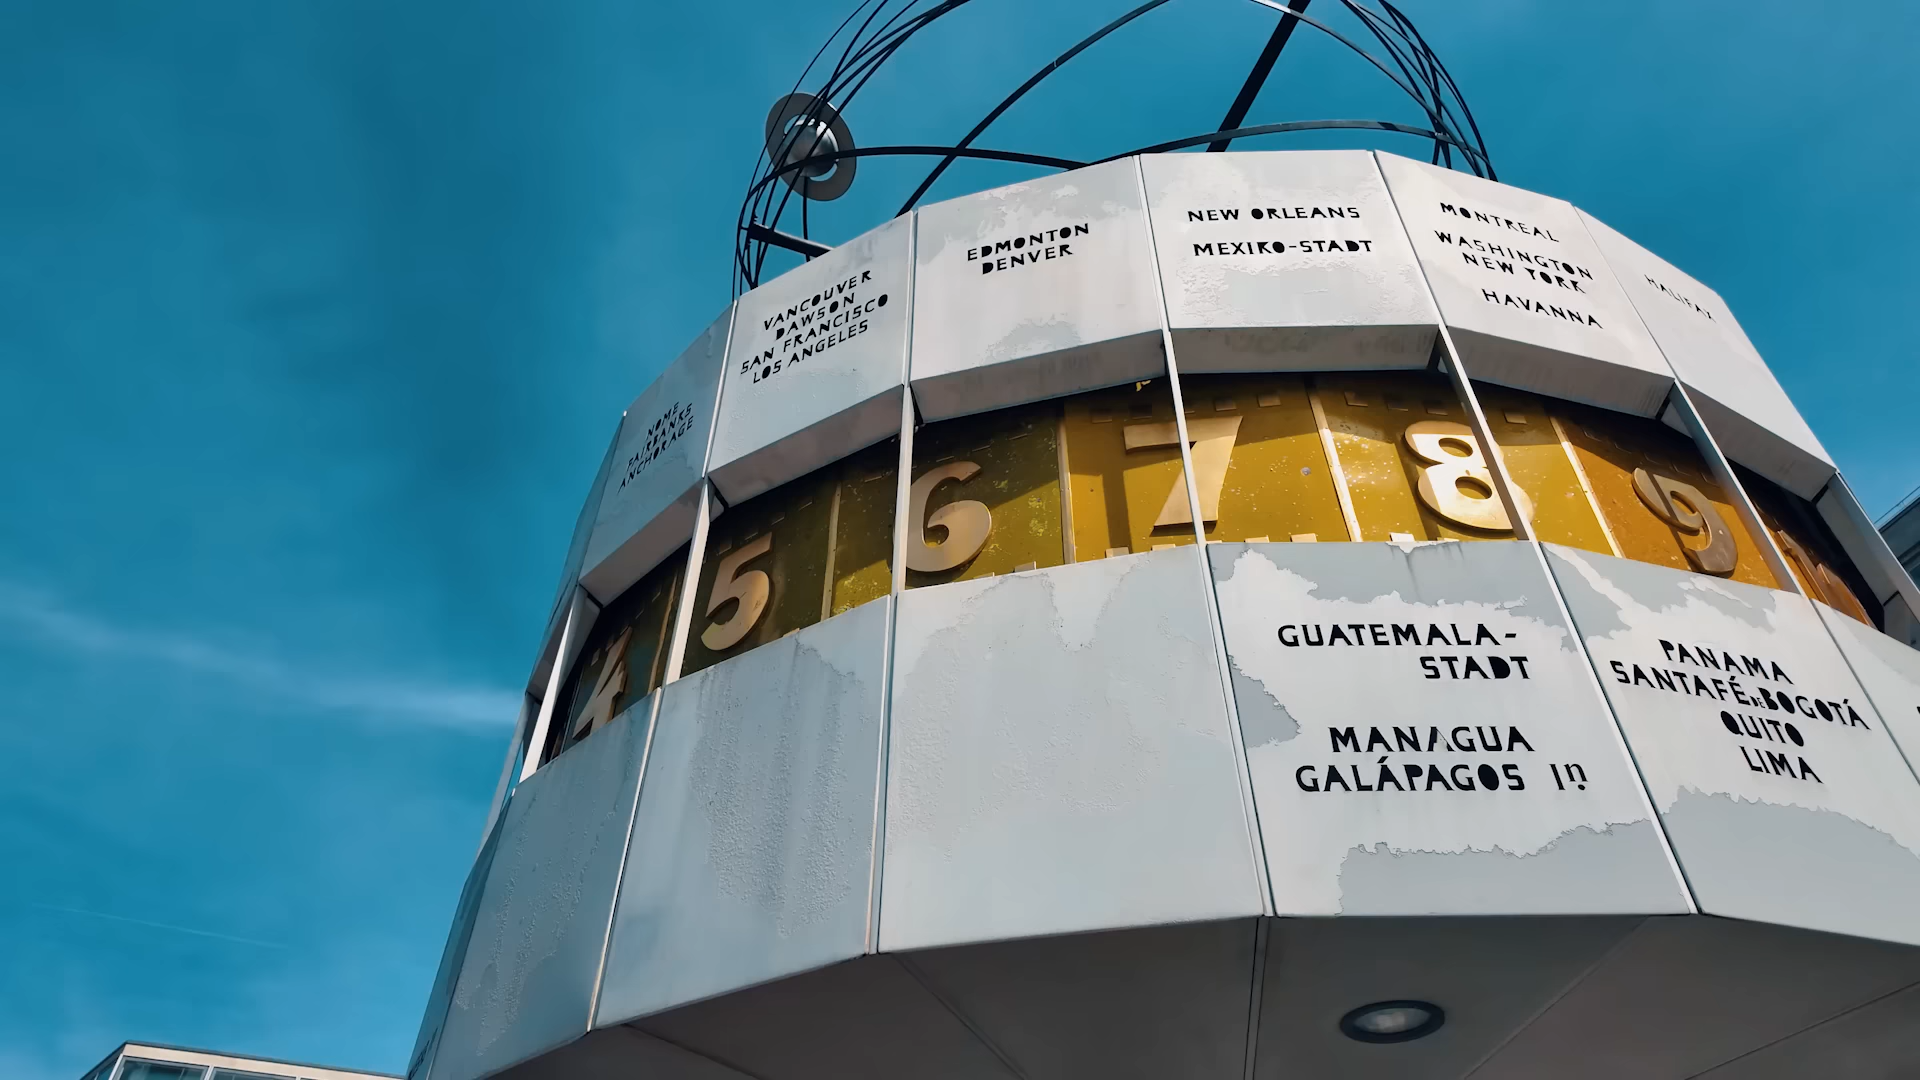 NOME
FAIRBANKS
ANCHORAGE
VANCOUVER
DAWSON
SAN FRANCISCO
LOS ANGELES
EDMONTON
DENVER
NEW ORLEANS
MEXIKO-STADT
MONTREAL
WASHINGTON
NEW YORK
HAVANNA
HALIFAX
4 5 6 7 8 9
GUATEMALA-
STADT
MANAGUA
GALÁPAGOS IN
PANAMA
SANTAFÉ DE BOGOTÁ
QUITO
LIMA